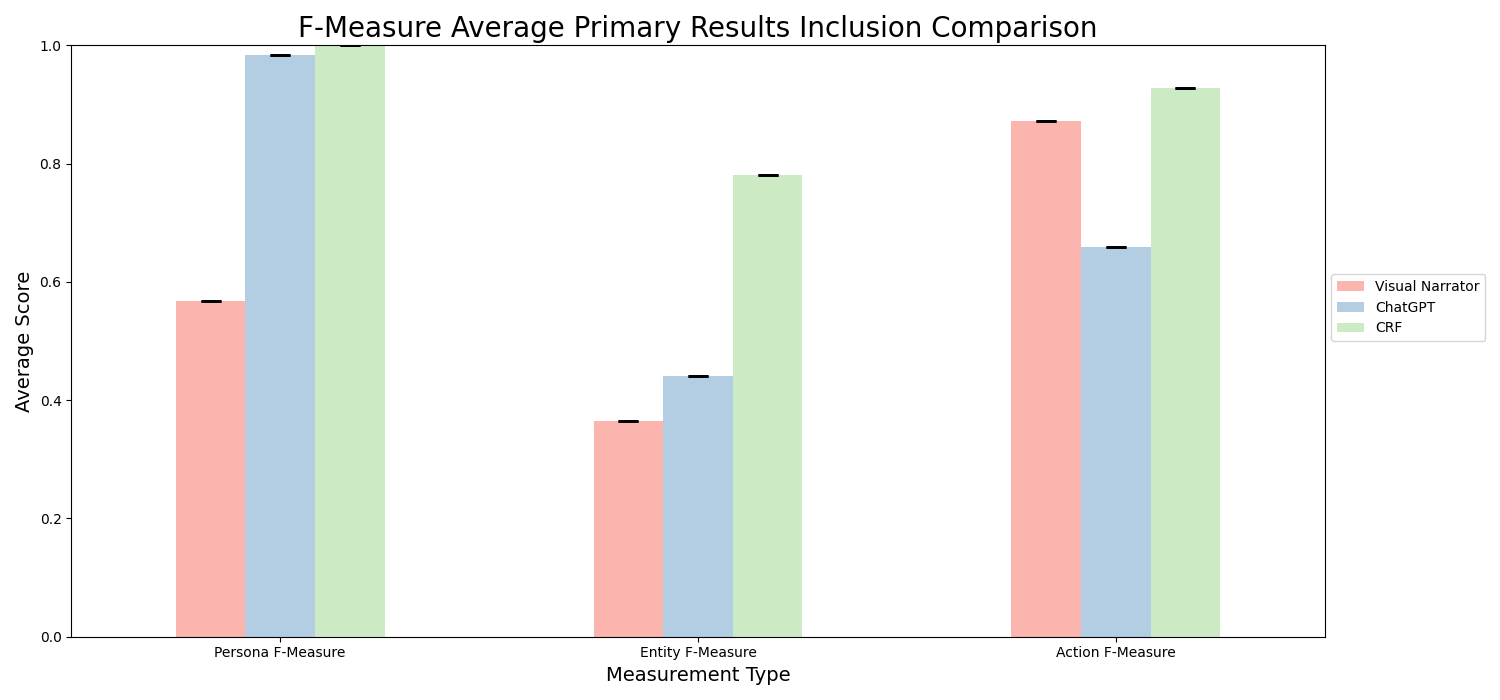 F-Measure Average Primary Results Inclusion Comparison
1.0
0.8
0.6
0.4
0.2
0.0
Average Score
Persona F-Measure
Entity F-Measure
Action F-Measure
Measurement Type
Visual Narrator
ChatGPT
CRF